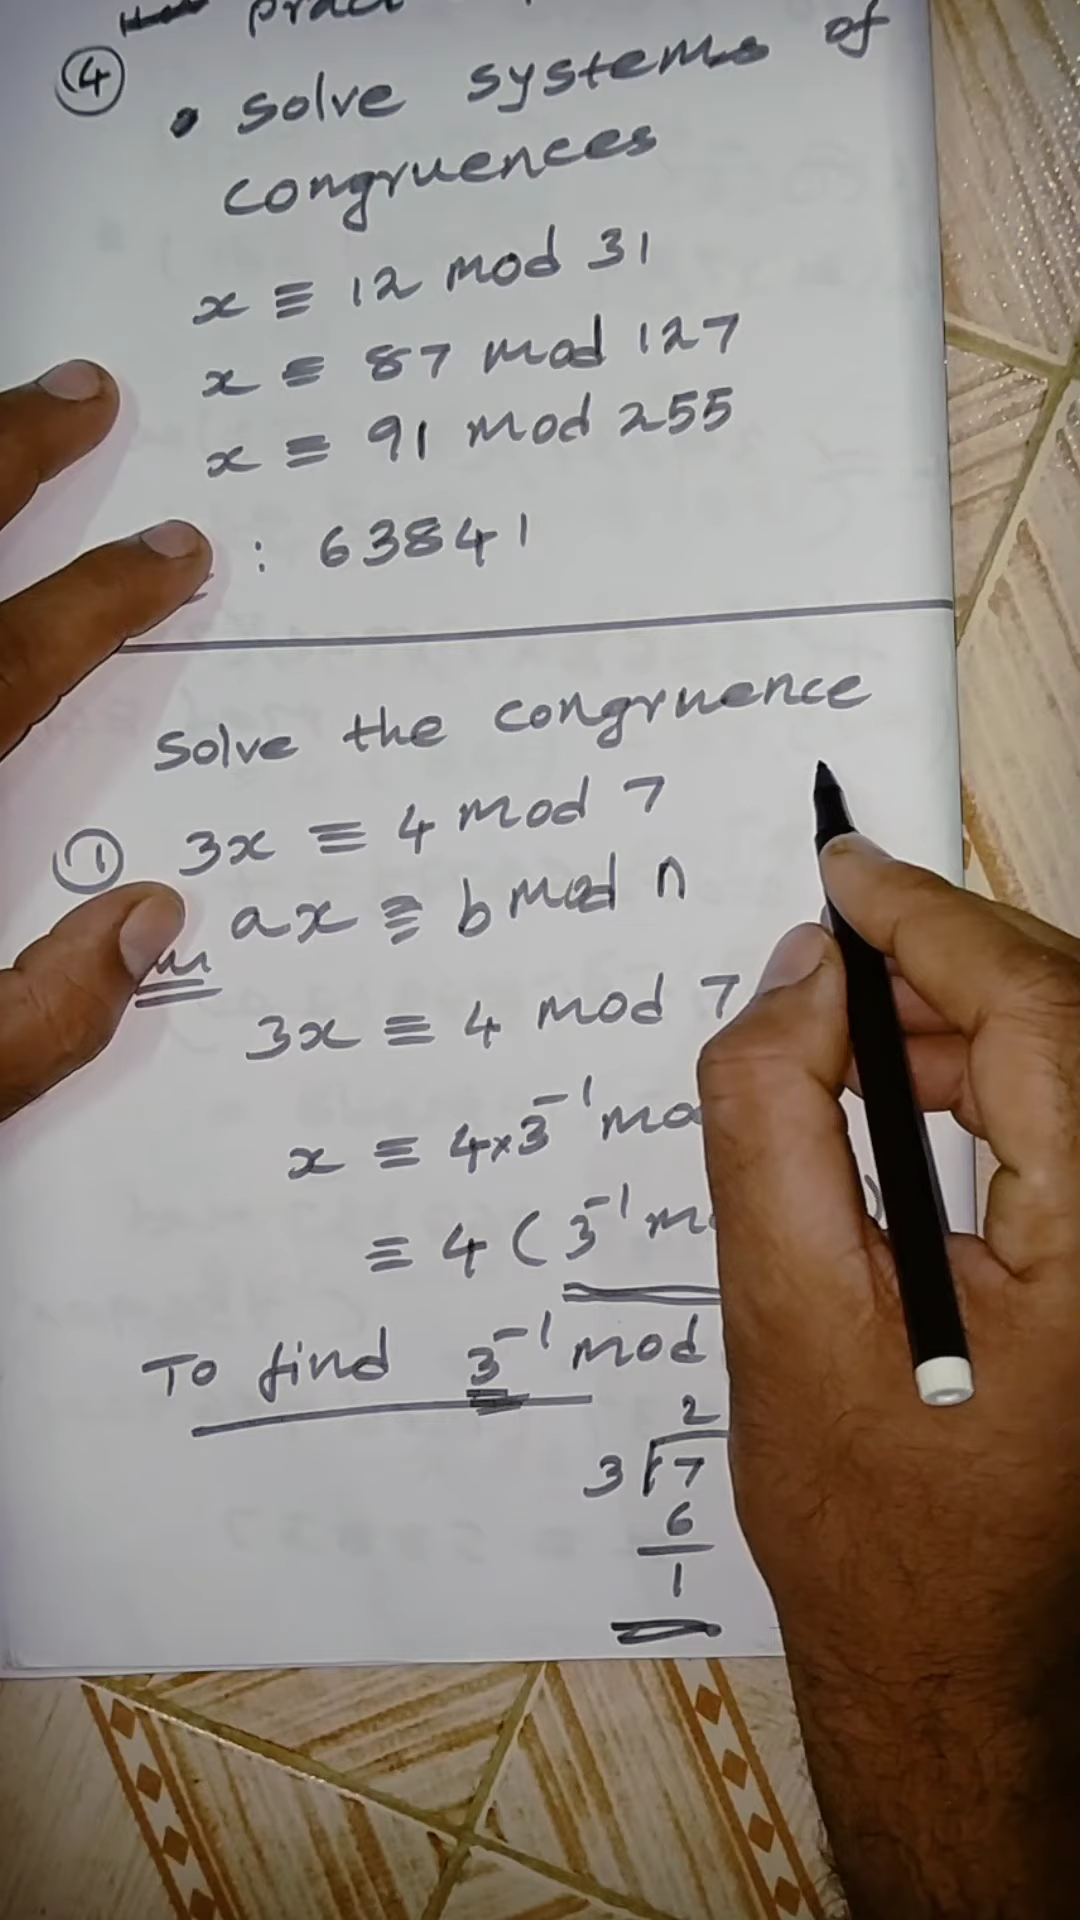 ④
• Solve systems of
congruences
x ≡ 12 mod 31
x ≡ 87 mod 127
x ≡ 91 mod 255
: 63841
Solve the congruence
① 3x ≡ 4 mod 7
ax ≡ b mod n
3x ≡ 4 mod 7
x ≡ 4×3⁻¹ mo
≡ 4 ( 3⁻¹ m )
To find 3⁻¹ mod
2
3 7
6
1